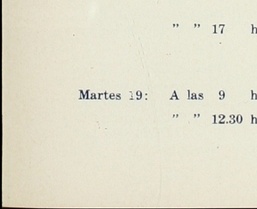 " " 17 h
Martes 19: A las 9 h
" " 12.30 h